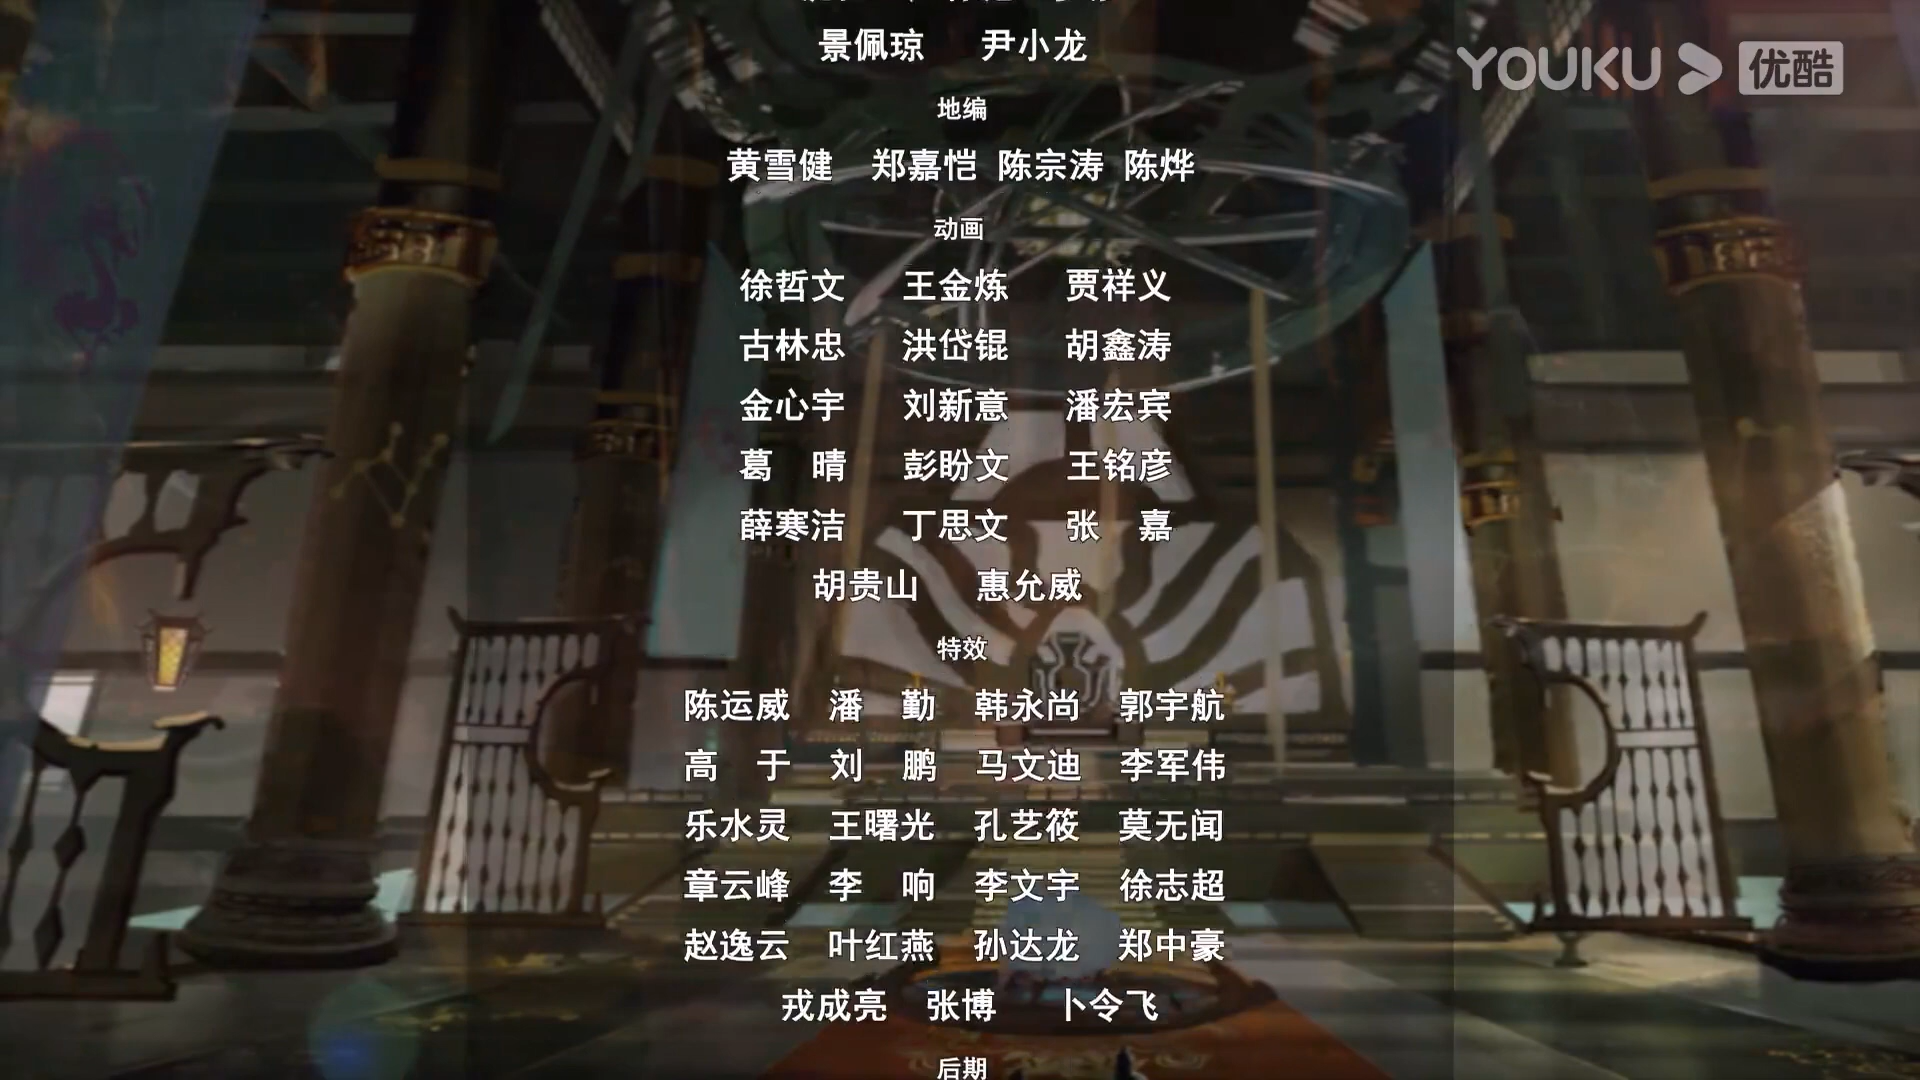 景佩琼 尹小龙
YOUKU 优酷
地编
黄雪健 郑嘉恺 陈宗涛 陈烨
动画
徐哲文 王金炼 贾祥义
古林忠 洪岱锟 胡鑫涛
金心宇 刘新意 潘宏宾
葛 晴 彭盼文 王铭彦
薛寒洁 丁思文 张 嘉
胡贵山 惠允威
特效
陈运威 潘 勤 韩永尚 郭宇航
高 于 刘 鹏 马文迪 李军伟
乐水灵 王曙光 孔艺筱 莫无闻
章云峰 李 响 李文宇 徐志超
赵逸云 叶红燕 孙达龙 郑中豪
戎成亮 张博 卜令飞
后期